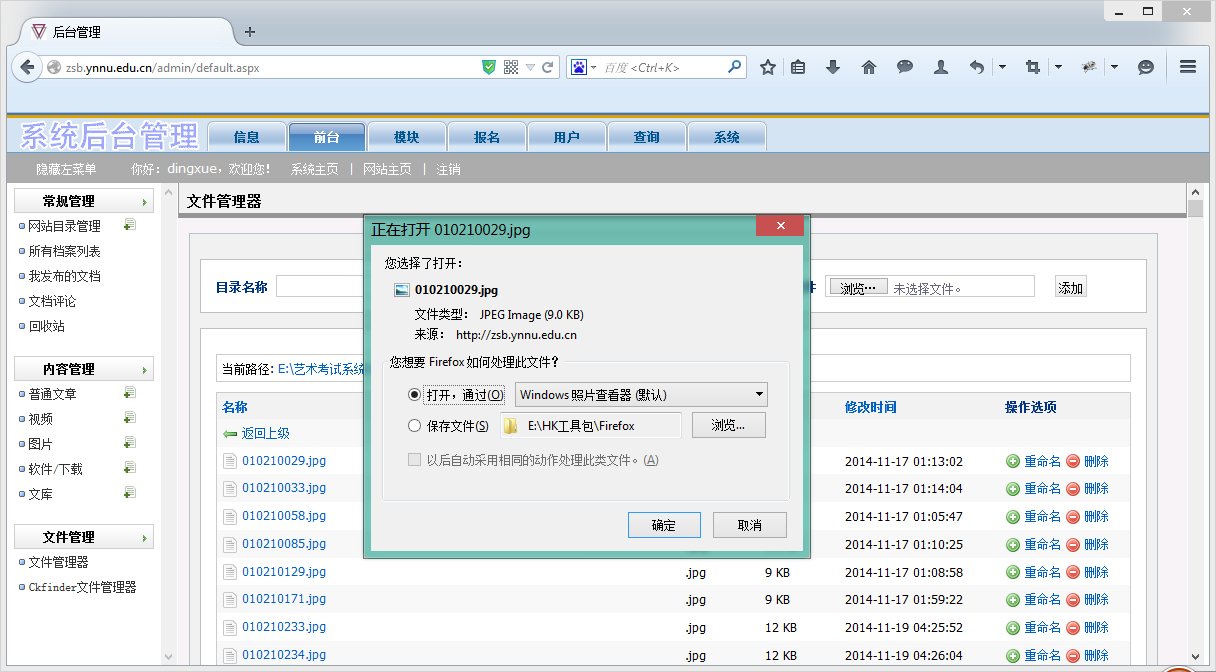 后台管理
zsb.ynnu.edu.cn/admin/default.aspx
百度 <Ctrl+K>
系统后台管理
信息 前台 模块 报名 用户 查询 系统
隐藏左菜单 你好：dingxue，欢迎您! 系统主页 | 网站主页 | 注销
常规管理
网站目录管理
所有档案列表
我发布的文档
文档评论
回收站
内容管理
普通文章
视频
图片
软件/下载
文库
文件管理
文件管理器
Ckfinder文件管理器
文件管理器
目录名称
浏览… 未选择文件。 添加
当前路径: E:\艺术考试系统
名称 修改时间 操作选项
返回上级
010210029.jpg 2014-11-17 01:13:02 重命名 删除
010210033.jpg 2014-11-17 01:14:04 重命名 删除
010210058.jpg 2014-11-17 01:05:47 重命名 删除
010210085.jpg 2014-11-17 01:10:25 重命名 删除
010210129.jpg .jpg 9 KB 2014-11-17 01:08:58 重命名 删除
010210171.jpg .jpg 9 KB 2014-11-17 01:59:22 重命名 删除
010210233.jpg .jpg 12 KB 2014-11-19 04:25:52 重命名 删除
010210234.jpg .jpg 12 KB 2014-11-19 04:26:04 重命名 删除
正在打开 010210029.jpg
您选择了打开:
010210029.jpg
文件类型： JPEG Image (9.0 KB)
来源： http://zsb.ynnu.edu.cn
您想要 Firefox 如何处理此文件?
打开，通过(O) Windows 照片查看器 (默认)
保存文件(S) E:\HK工具包\Firefox 浏览...
以后自动采用相同的动作处理此类文件。(A)
确定 取消